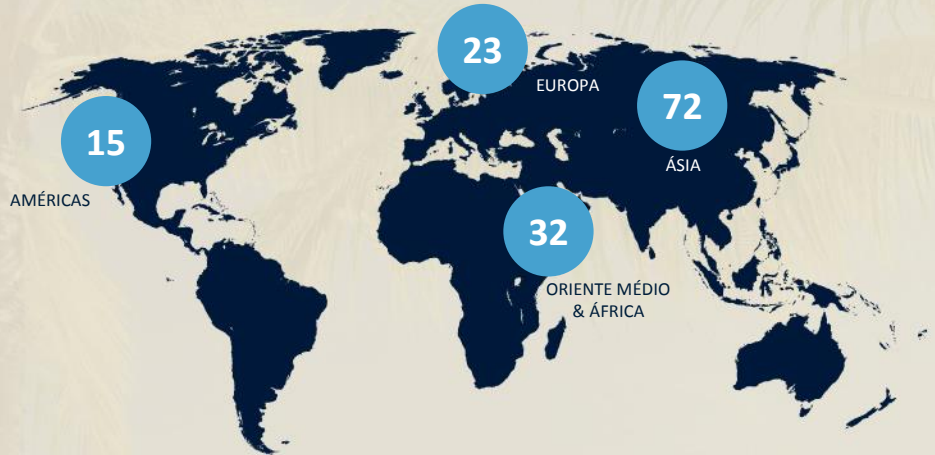 23
EUROPA
72
ÁSIA
15
AMÉRICAS
32
ORIENTE MÉDIO
& ÁFRICA